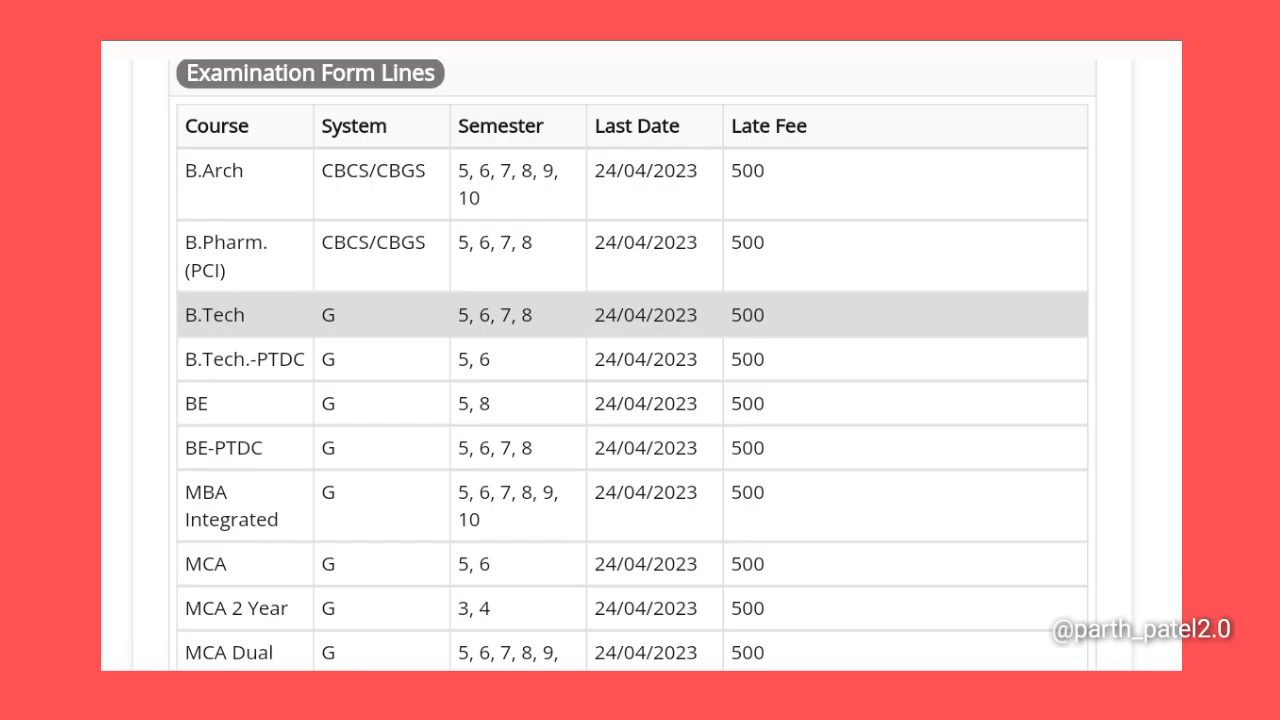 Examination Form Lines
Course System Semester Last Date Late Fee
B.Arch CBCS/CBGS 5, 6, 7, 8, 9, 24/04/2023 500
10
B.Pharm. CBCS/CBGS 5, 6, 7, 8 24/04/2023 500
(PCI)
B.Tech G 5, 6, 7, 8 24/04/2023 500
B.Tech.-PTDC G 5, 6 24/04/2023 500
BE G 5, 8 24/04/2023 500
BE-PTDC G 5, 6, 7, 8 24/04/2023 500
MBA G 5, 6, 7, 8, 9, 24/04/2023 500
Integrated 10
MCA G 5, 6 24/04/2023 500
MCA 2 Year G 3, 4 24/04/2023 500
@parth_patel2.0
MCA Dual G 5, 6, 7, 8, 9, 24/04/2023 500